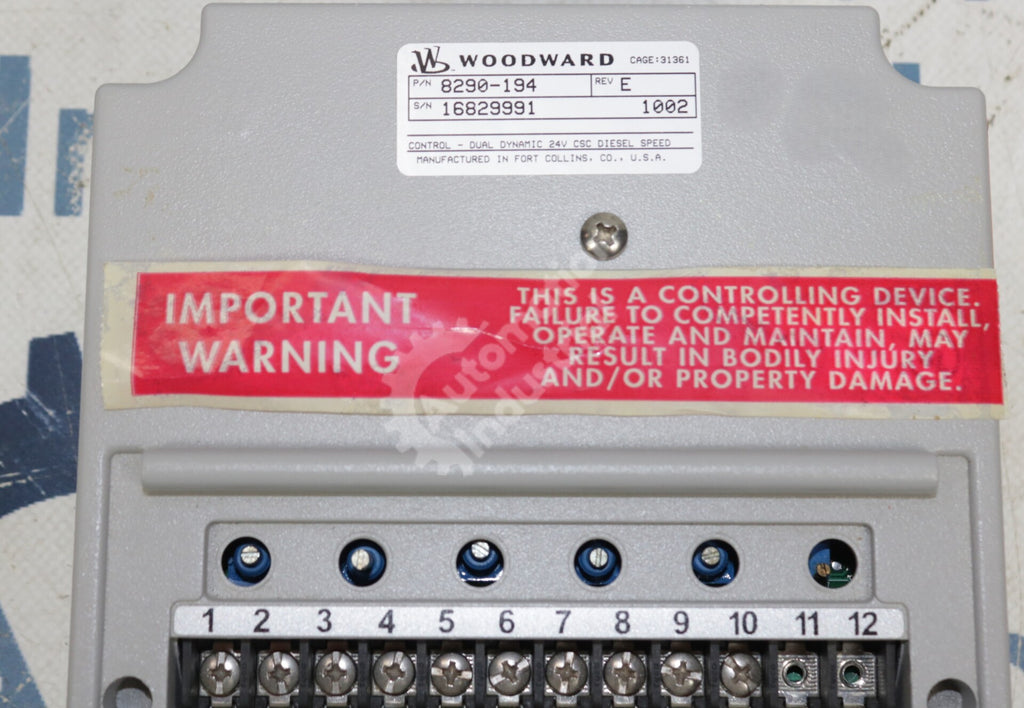 WOODWARD CAGE:31361
P/N 8290-194 REV E
S/N 16829991 1002
CONTROL - DUAL DYNAMIC 24V CSC DIESEL SPEED
MANUFACTURED IN FORT COLLINS, CO., U.S.A.
IMPORTANT
WARNING
THIS IS A CONTROLLING DEVICE.
FAILURE TO COMPETENTLY INSTALL,
OPERATE AND MAINTAIN, MAY
RESULT IN BODILY INJURY
AND/OR PROPERTY DAMAGE.
Automation
Industrial
1 2 3 4 5 6 7 8 9 10 11 12